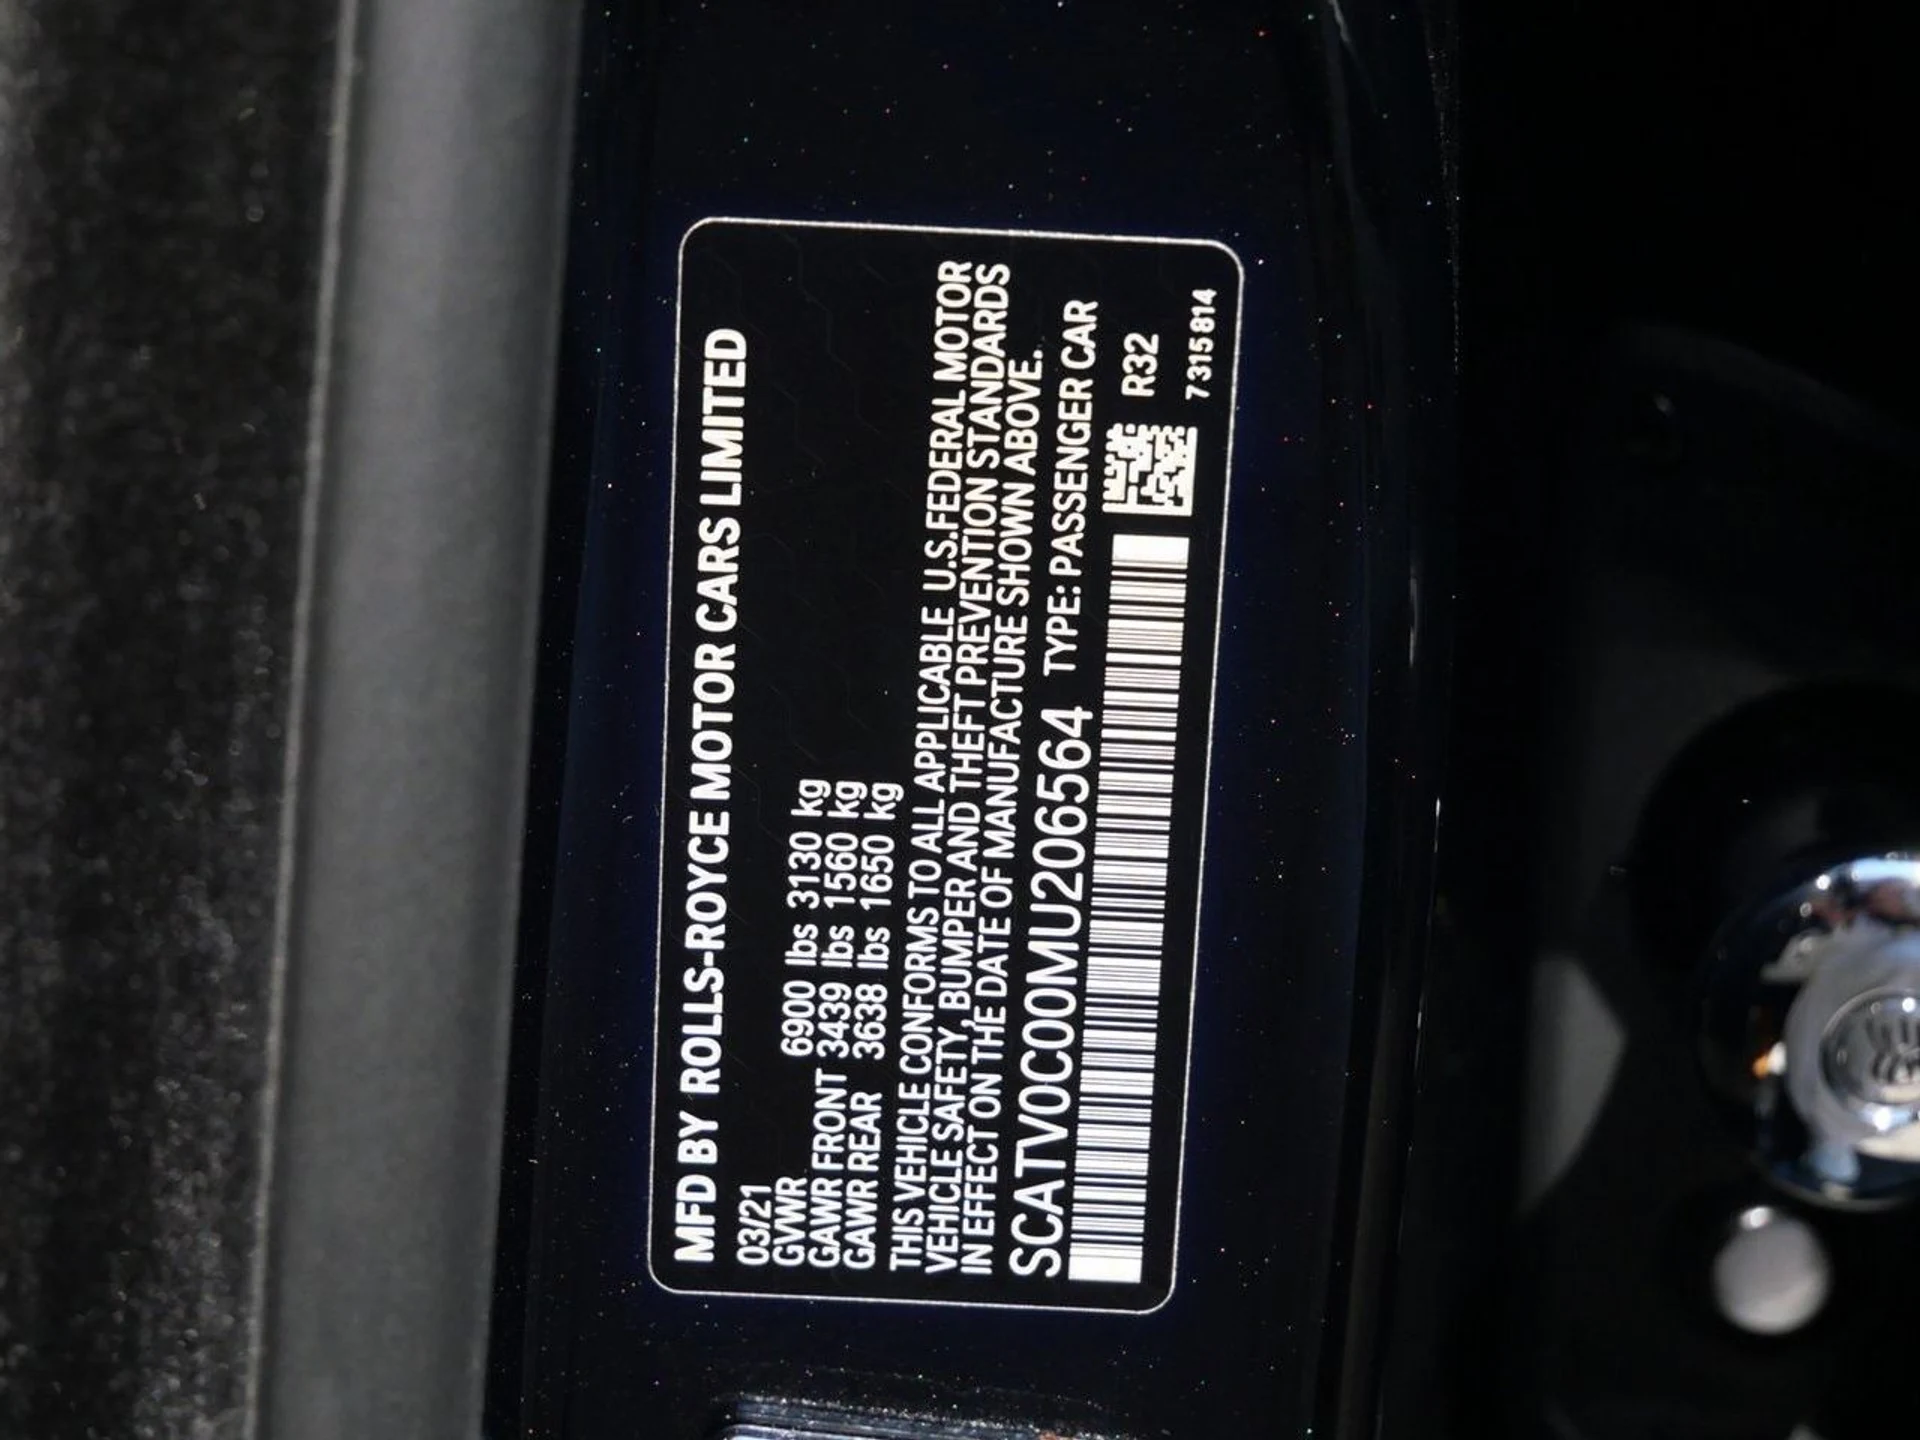 MFD BY ROLLS-ROYCE MOTOR CARS LIMITED
03/21
GVWR 6900 lbs 3130 kg
GAWR FRONT 3439 lbs 1560 kg
GAWR REAR 3638 lbs 1650 kg
THIS VEHICLE CONFORMS TO ALL APPLICABLE U.S.FEDERAL MOTOR
VEHICLE SAFETY, BUMPER AND THEFT PREVENTION STANDARDS
IN EFFECT ON THE DATE OF MANUFACTURE SHOWN ABOVE.
SCATV0C00MU206564 TYPE: PASSENGER CAR
R32
7315814